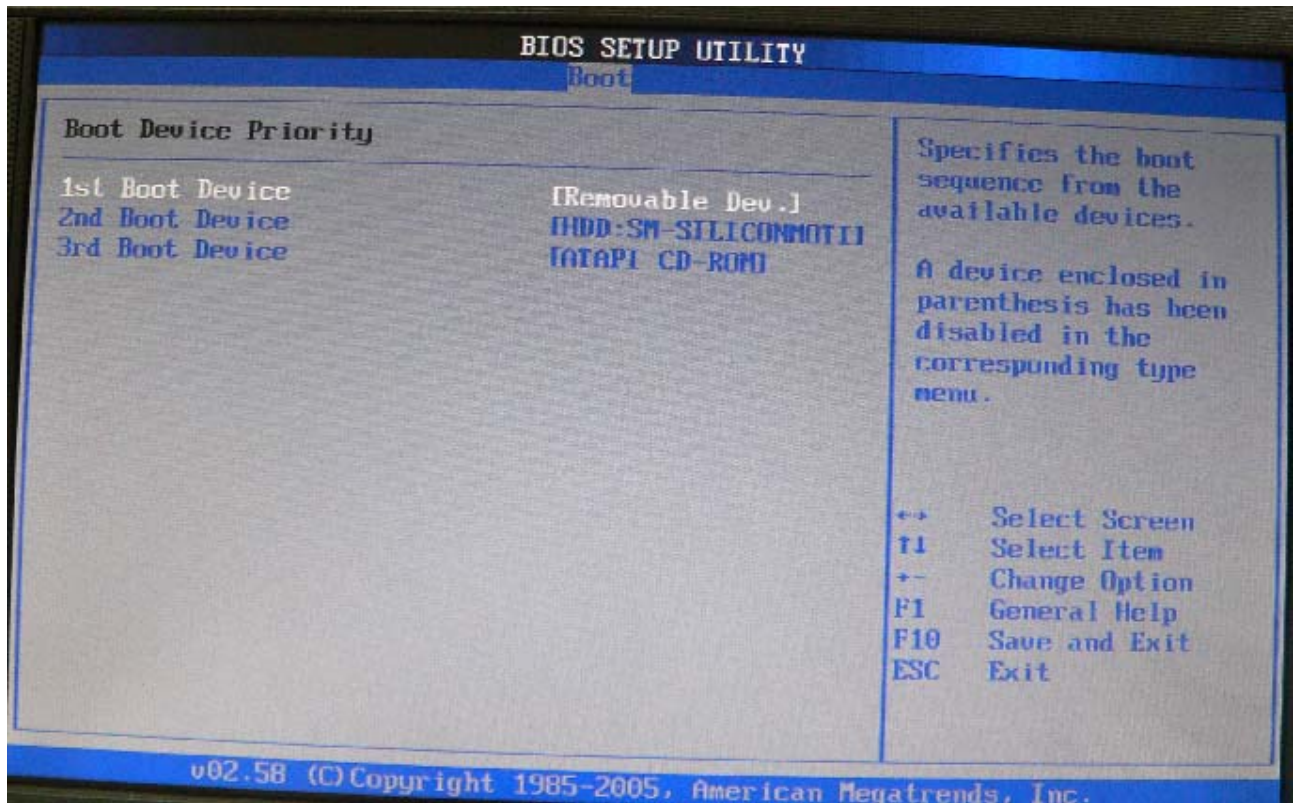 BIOS SETUP UTILITY
Boot
Boot Device Priority
1st Boot Device [Removable Dev.]
2nd Boot Device [HDD:SM-SILICONMOTI]
3rd Boot Device [ATAPI CD-ROM]
Specifies the boot
sequence from the
available devices.
A device enclosed in
parenthesis has been
disabled in the
corresponding type
menu.
←→ Select Screen
↑↓ Select Item
+- Change Option
F1 General Help
F10 Save and Exit
ESC Exit
v02.58 (C)Copyright 1985-2005, American Megatrends, Inc.